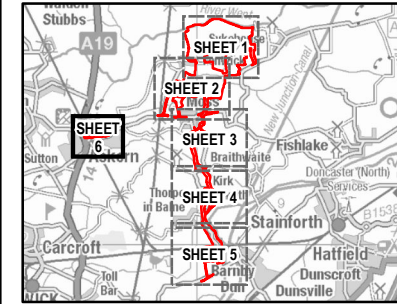 Stubbs
River West
A19
Sykehouse
SHEET 1
SHEET 2
Moss
New Junction Canal
SHEET 6
Sutton
Askern
SHEET 3
Braithwaite
Fishlake
Kirk
Thorpe in Balne
Doncaster (North) Services
SHEET 4
Stainforth
14
Carcroft
SHEET 5
Hatfield
Toll Bar
Barnby Dun
Dunscroft
Dunsville